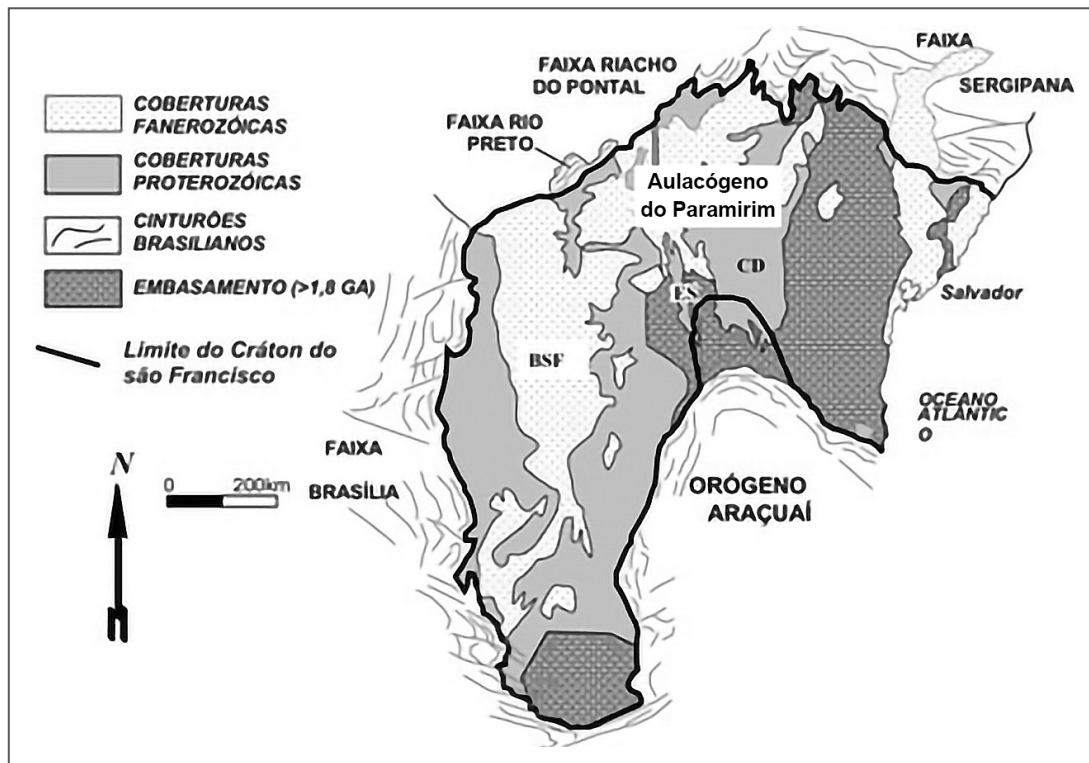 COBERTURAS
FANEROZÓICAS
COBERTURAS
PROTEROZÓICAS
CINTURÕES
BRASILIANOS
EMBASAMENTO (>1,8 GA)
Limite do Cráton do
são Francisco
FAIXA RIACHO
DO PONTAL
FAIXA RIO
PRETO
FAIXA
SERGIPANA
Aulacógeno
do Paramirim
CD
ES
BSF
Salvador
OCEANO
ATLÂNTIC
O
FAIXA
BRASÍLIA
ORÓGENO
ARAÇUAÍ
N
0 200km